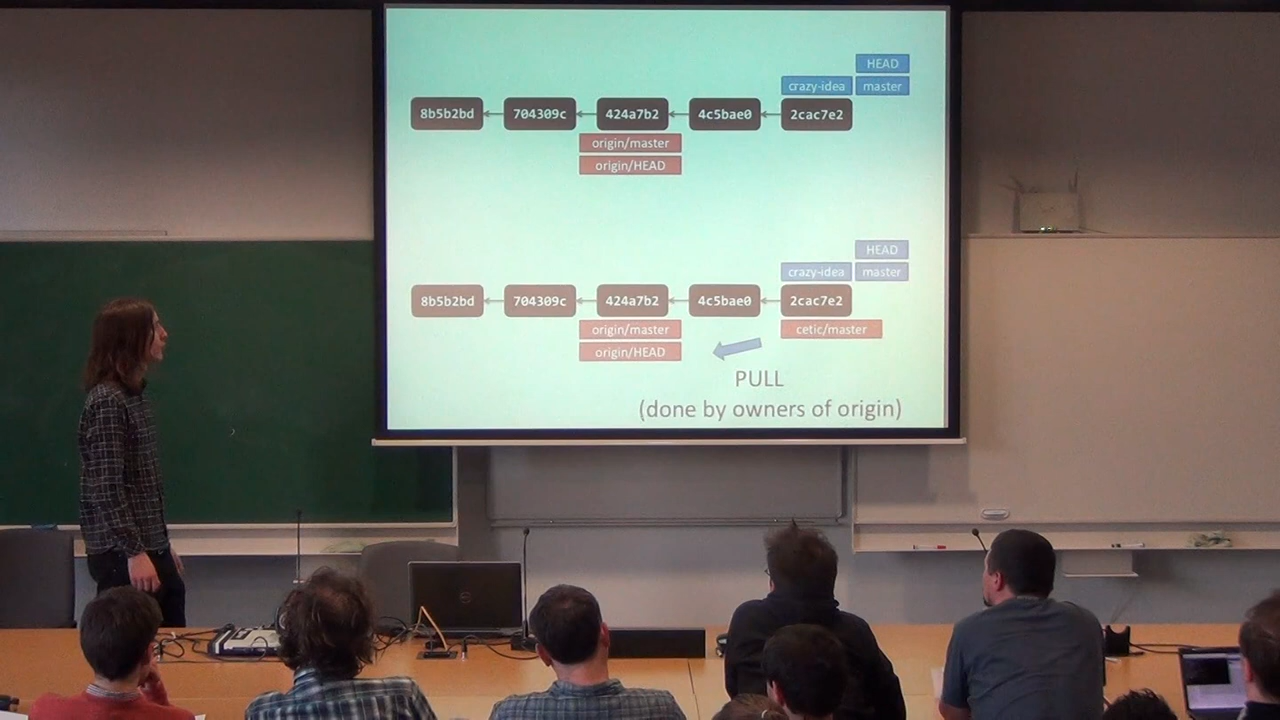 HEAD
crazy-idea master
8b5b2bd 704309c 424a7b2 4c5bae0 2cac7e2
origin/master
origin/HEAD
HEAD
crazy-idea master
8b5b2bd 704309c 424a7b2 4c5bae0 2cac7e2
origin/master cetic/master
origin/HEAD
PULL
(done by owners of origin)